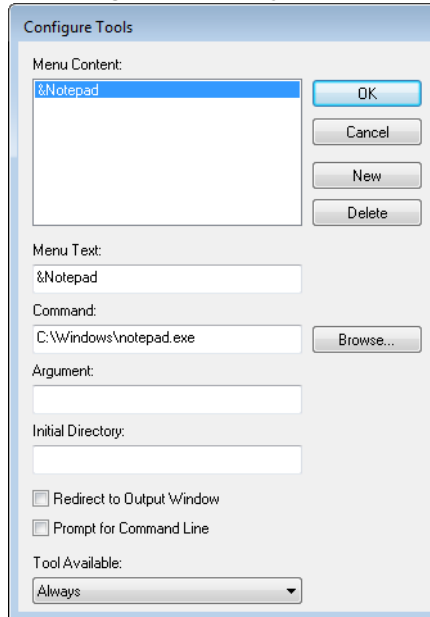 Configure Tools
Menu Content:
&Notepad
OK
Cancel
New
Delete
Menu Text:
&Notepad
Command:
C:\Windows\notepad.exe
Browse...
Argument:
Initial Directory:
Redirect to Output Window
Prompt for Command Line
Tool Available:
Always